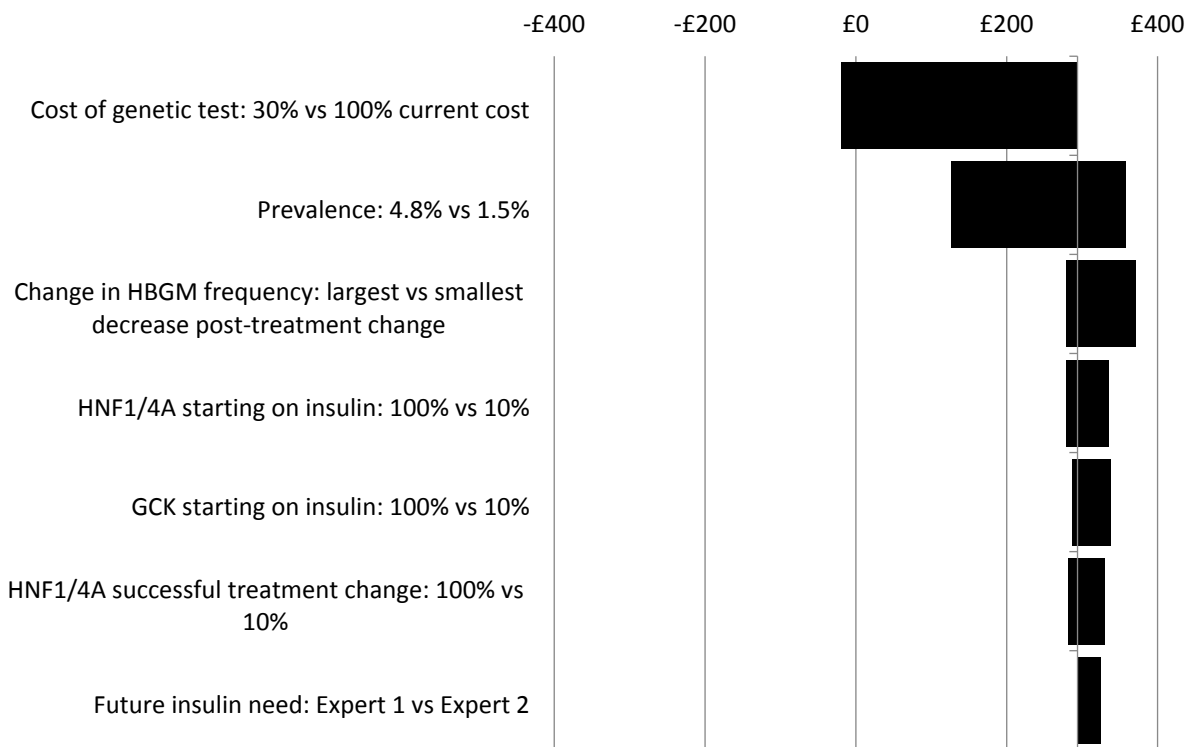 -£400 -£200 £0 £200 £400
Cost of genetic test: 30% vs 100% current cost
Prevalence: 4.8% vs 1.5%
Change in HBGM frequency: largest vs smallest
decrease post-treatment change
HNF1/4A starting on insulin: 100% vs 10%
GCK starting on insulin: 100% vs 10%
HNF1/4A successful treatment change: 100% vs
10%
Future insulin need: Expert 1 vs Expert 2